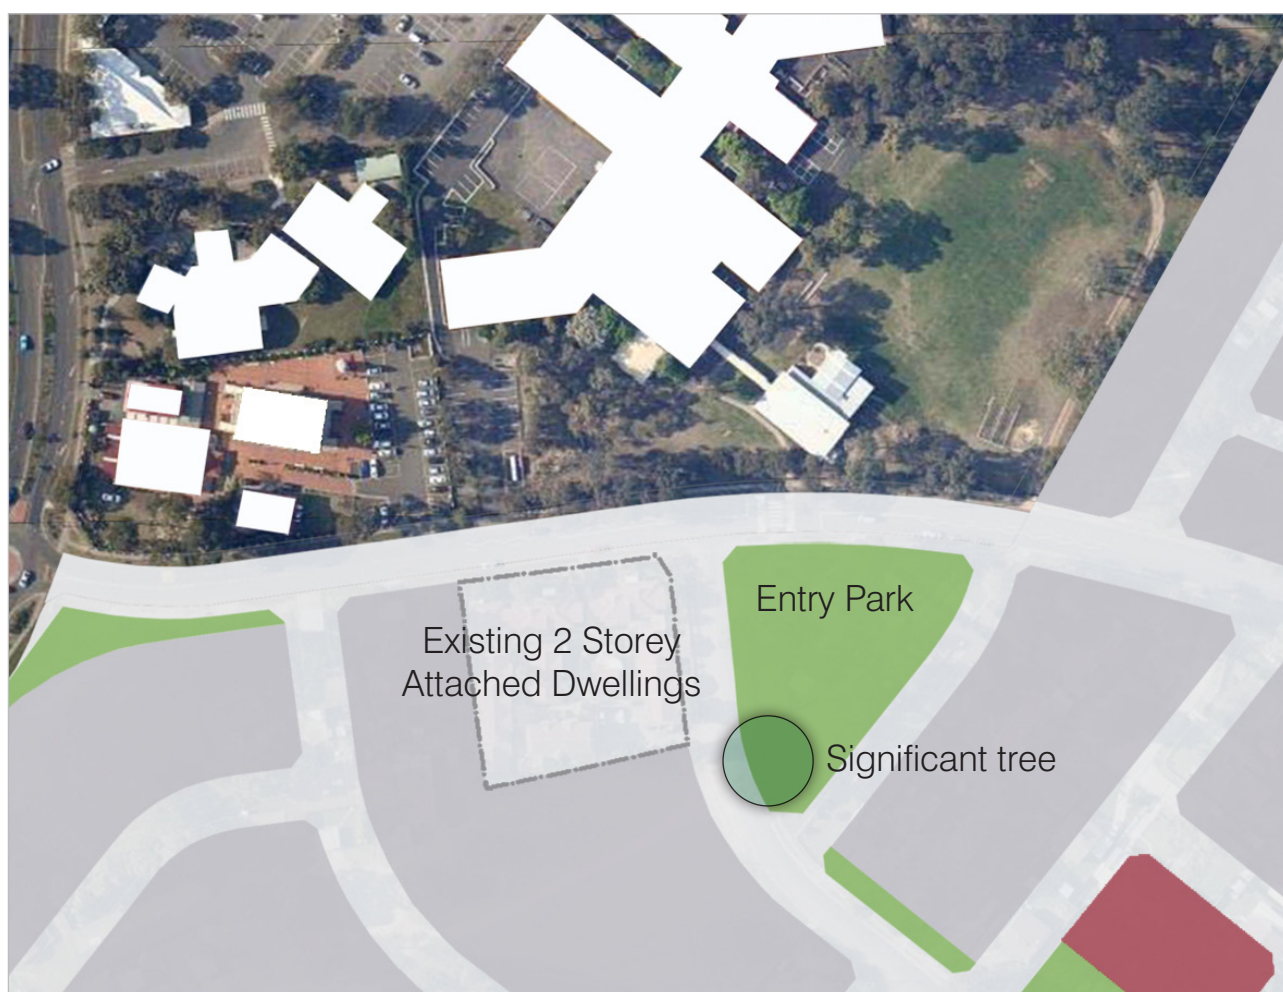 Entry Park
Existing 2 Storey
Attached Dwellings
Significant tree